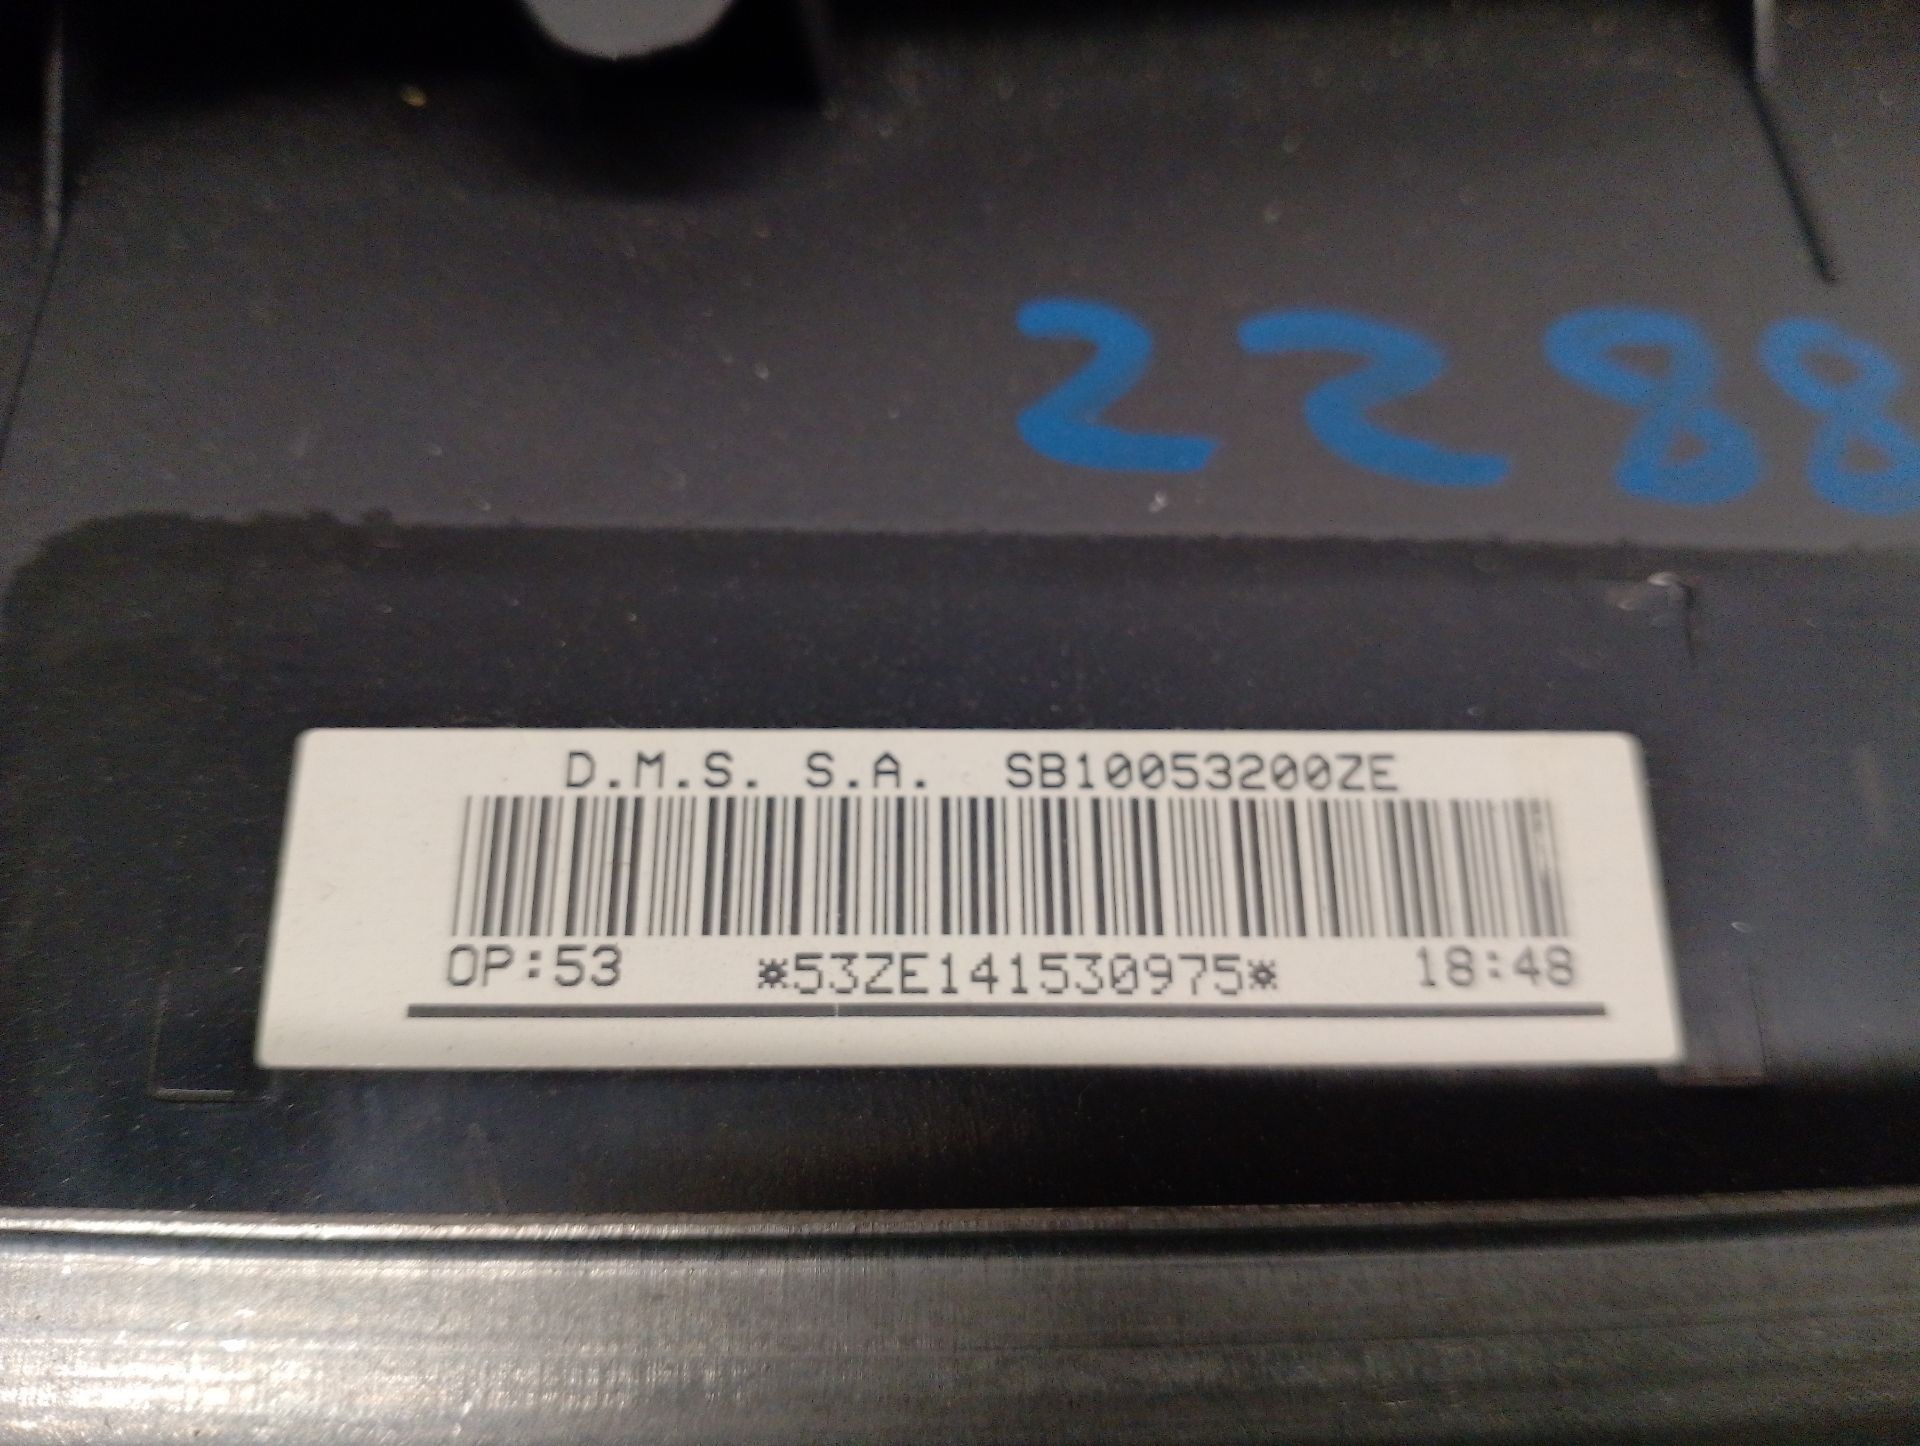 2288
D.M.S. S.A. SB10053200ZE
OP:53 *53ZE141530975* 18:48